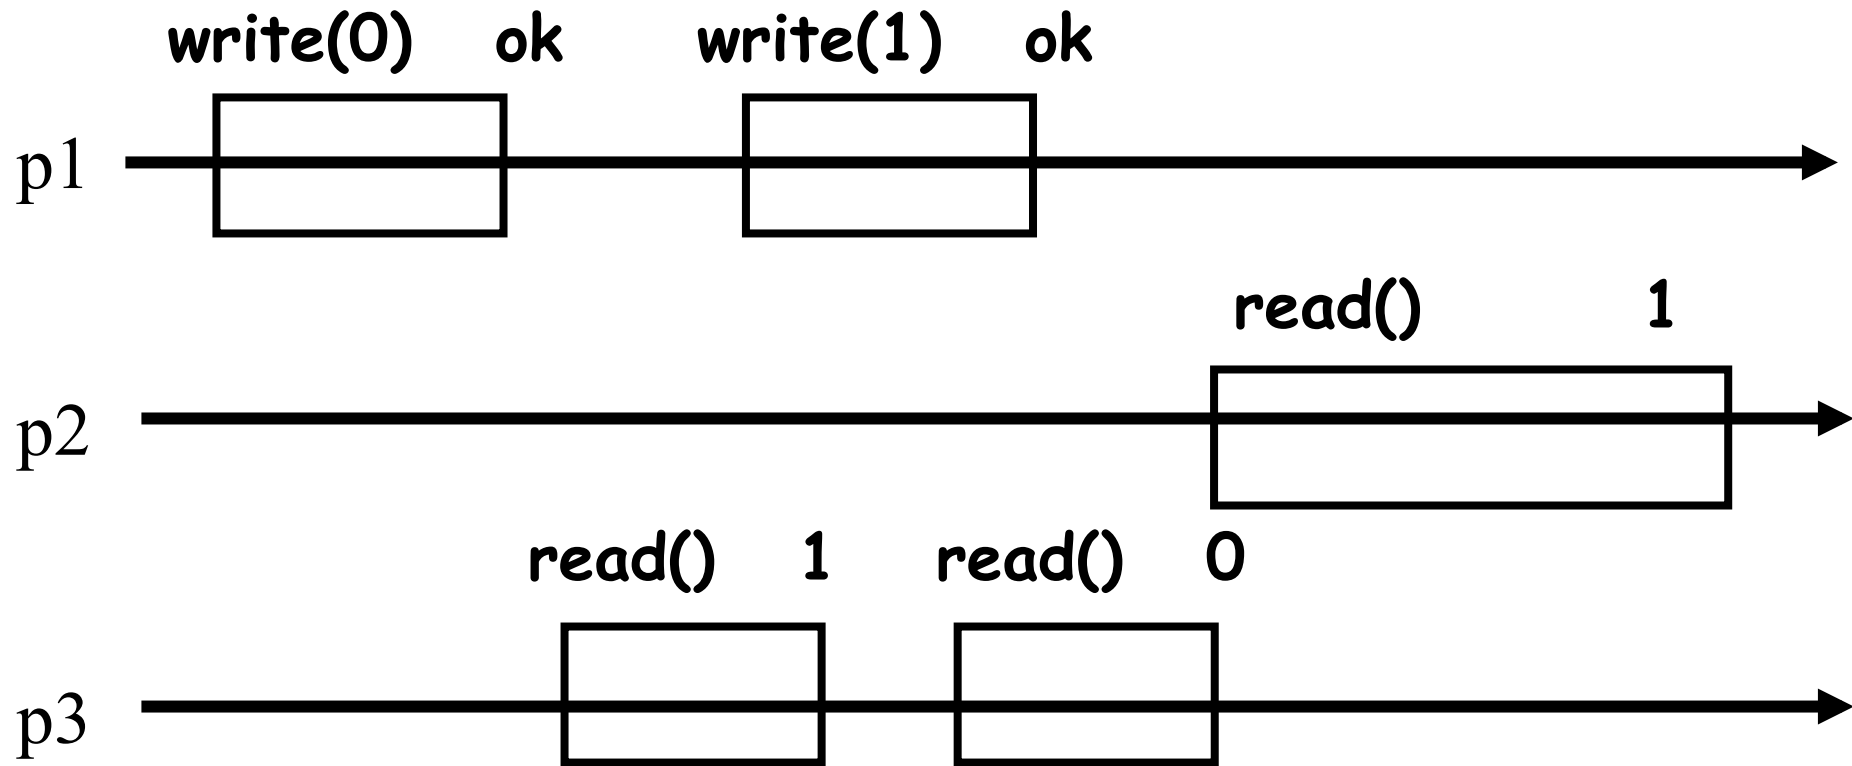 write(0) ok write(1) ok
p1
read() 1
p2
read() 1 read() 0
p3